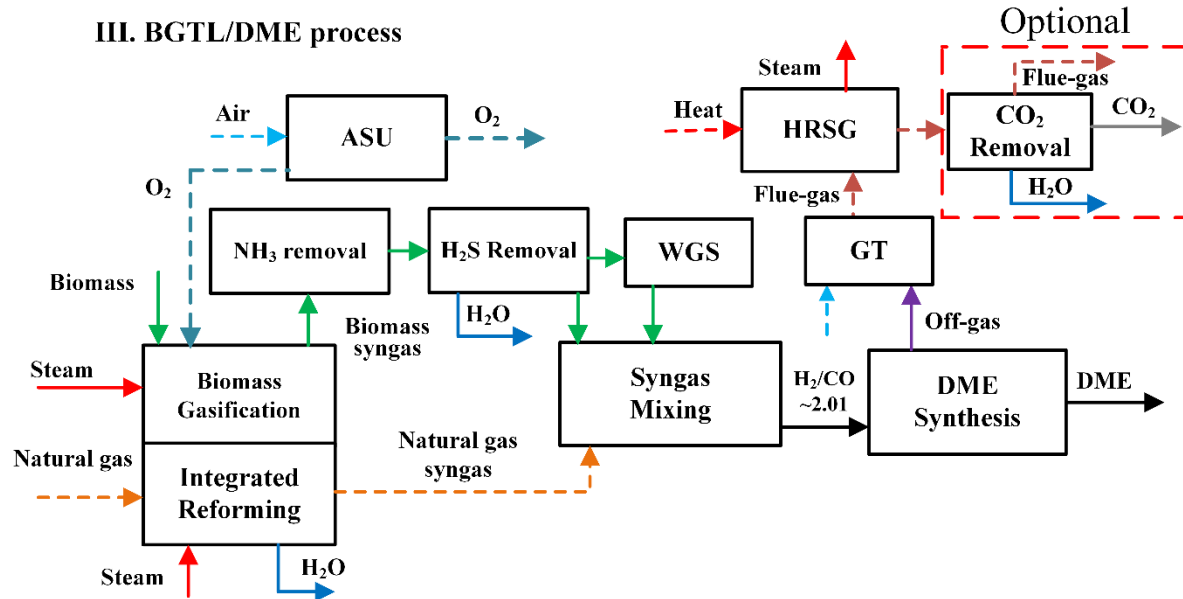 III. BGTL/DME process
Optional
Steam
Flue-gas
Air
O₂
Heat
HRSG
CO₂
Removal
CO₂
ASU
O₂
Flue-gas
H₂O
NH₃ removal
H₂S Removal
WGS
GT
Biomass
H₂O
Biomass
syngas
Off-gas
Steam
Biomass
Gasification
Syngas
Mixing
H₂/CO
~2.01
DME
Synthesis
DME
Natural gas
Integrated
Reforming
Natural gas
syngas
Steam
H₂O